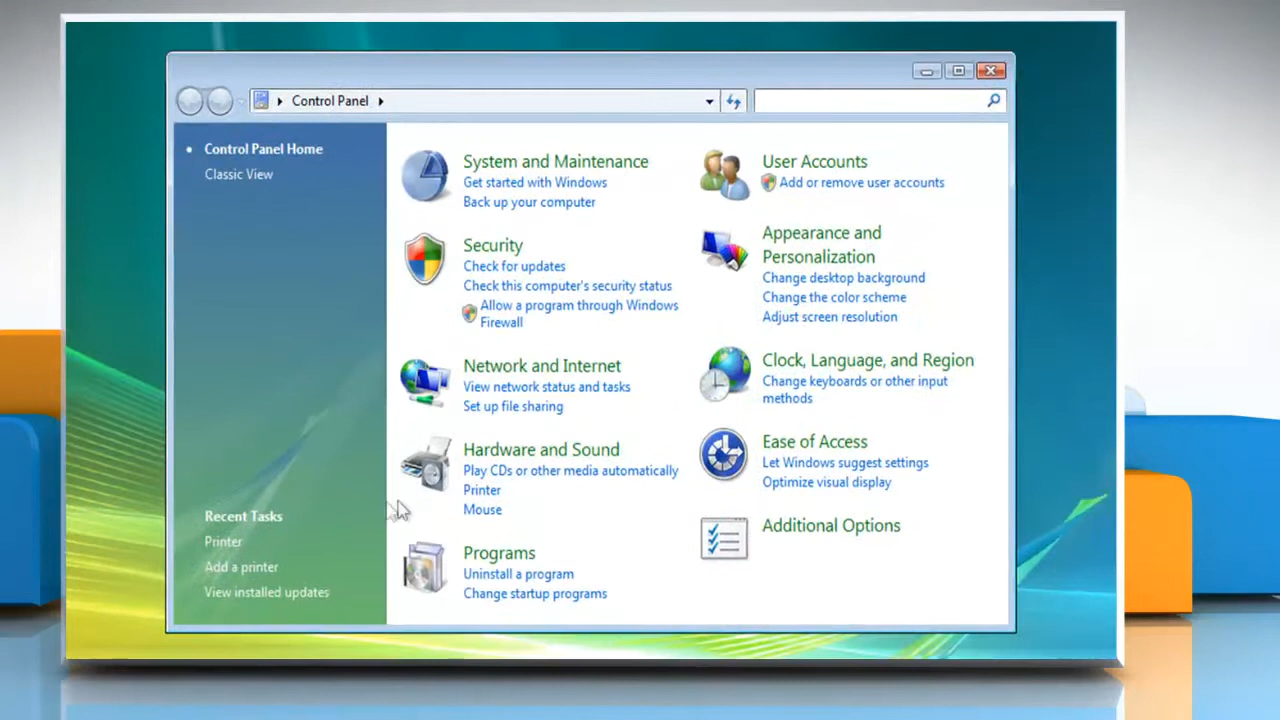 Control Panel
Control Panel Home
Classic View
Recent Tasks
Printer
Add a printer
View installed updates
System and Maintenance
Get started with Windows
Back up your computer
Security
Check for updates
Check this computer's security status
Allow a program through Windows
Firewall
Network and Internet
View network status and tasks
Set up file sharing
Hardware and Sound
Play CDs or other media automatically
Printer
Mouse
Programs
Uninstall a program
Change startup programs
User Accounts
Add or remove user accounts
Appearance and
Personalization
Change desktop background
Change the color scheme
Adjust screen resolution
Clock, Language, and Region
Change keyboards or other input
methods
Ease of Access
Let Windows suggest settings
Optimize visual display
Additional Options